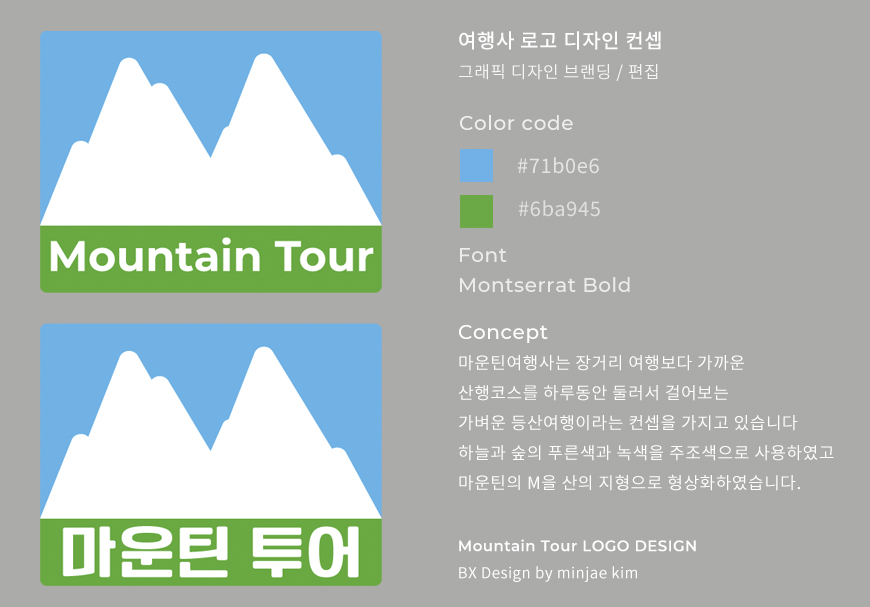 Mountain Tour
마운틴 투어
여행사 로고 디자인 컨셉
그래픽 디자인 브랜딩 / 편집
Color code
#71b0e6
#6ba945
Font
Montserrat Bold
Concept
마운틴여행사는 장거리 여행보다 가까운
산행코스를 하루동안 둘러서 걸어보는
가벼운 등산여행이라는 컨셉을 가지고 있습니다
하늘과 숲의 푸른색과 녹색을 주조색으로 사용하였고
마운틴의 M을 산의 지형으로 형상화하였습니다.
Mountain Tour LOGO DESIGN
BX Design by minjae kim